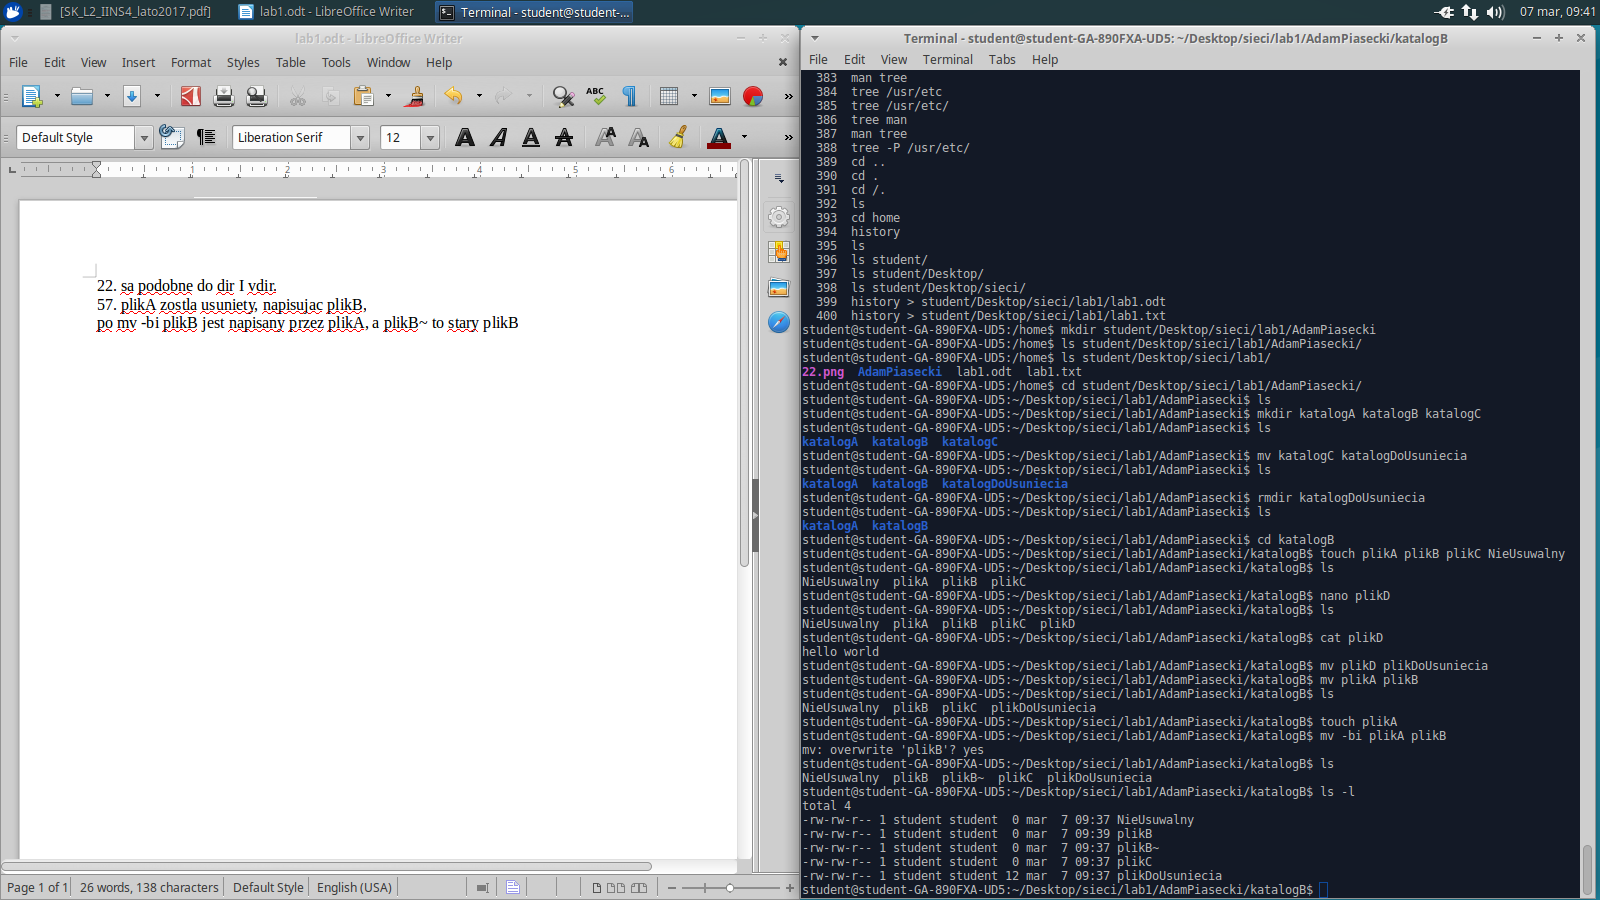 [SK_L2_IINS4_lato2017.pdf]
lab1.odt - LibreOffice Writer
Terminal - student@student-...
07 mar, 09:41
lab1.odt - LibreOffice Writer
File Edit View Insert Format Styles Table Tools Window Help
ABC
Default Style
Liberation Serif
12
1 2 3 4 5 6
22. sa podobne do dir I vdir.
57. plikA zostla usuniety, napisujac plikB,
po mv -bi plikB jest napisany przez plikA, a plikB~ to stary plikB
Page 1 of 1 26 words, 138 characters Default Style English (USA)
Terminal - student@student-GA-890FXA-UD5: ~/Desktop/sieci/lab1/AdamPiasecki/katalogB
File Edit View Terminal Tabs Help
383 man tree
384 tree /usr/etc
385 tree /usr/etc/
386 tree man
387 man tree
388 tree -P /usr/etc/
389 cd ..
390 cd .
391 cd /.
392 ls
393 cd home
394 history
395 ls
396 ls student/
397 ls student/Desktop/
398 ls student/Desktop/sieci/
399 history > student/Desktop/sieci/lab1/lab1.odt
400 history > student/Desktop/sieci/lab1/lab1.txt
student@student-GA-890FXA-UD5:/home$ mkdir student/Desktop/sieci/lab1/AdamPiasecki
student@student-GA-890FXA-UD5:/home$ ls student/Desktop/sieci/lab1/AdamPiasecki/
student@student-GA-890FXA-UD5:/home$ ls student/Desktop/sieci/lab1/
22.png AdamPiasecki lab1.odt lab1.txt
student@student-GA-890FXA-UD5:/home$ cd student/Desktop/sieci/lab1/AdamPiasecki/
student@student-GA-890FXA-UD5:~/Desktop/sieci/lab1/AdamPiasecki$ ls
student@student-GA-890FXA-UD5:~/Desktop/sieci/lab1/AdamPiasecki$ mkdir katalogA katalogB katalogC
student@student-GA-890FXA-UD5:~/Desktop/sieci/lab1/AdamPiasecki$ ls
katalogA katalogB katalogC
student@student-GA-890FXA-UD5:~/Desktop/sieci/lab1/AdamPiasecki$ mv katalogC katalogDoUsuniecia
student@student-GA-890FXA-UD5:~/Desktop/sieci/lab1/AdamPiasecki$ ls
katalogA katalogB katalogDoUsuniecia
student@student-GA-890FXA-UD5:~/Desktop/sieci/lab1/AdamPiasecki$ rmdir katalogDoUsuniecia
student@student-GA-890FXA-UD5:~/Desktop/sieci/lab1/AdamPiasecki$ ls
katalogA katalogB
student@student-GA-890FXA-UD5:~/Desktop/sieci/lab1/AdamPiasecki$ cd katalogB
student@student-GA-890FXA-UD5:~/Desktop/sieci/lab1/AdamPiasecki/katalogB$ touch plikA plikB plikC NieUsuwalny
student@student-GA-890FXA-UD5:~/Desktop/sieci/lab1/AdamPiasecki/katalogB$ ls
NieUsuwalny plikA plikB plikC
student@student-GA-890FXA-UD5:~/Desktop/sieci/lab1/AdamPiasecki/katalogB$ nano plikD
student@student-GA-890FXA-UD5:~/Desktop/sieci/lab1/AdamPiasecki/katalogB$ ls
NieUsuwalny plikA plikB plikC plikD
student@student-GA-890FXA-UD5:~/Desktop/sieci/lab1/AdamPiasecki/katalogB$ cat plikD
hello world
student@student-GA-890FXA-UD5:~/Desktop/sieci/lab1/AdamPiasecki/katalogB$ mv plikD plikDoUsuniecia
student@student-GA-890FXA-UD5:~/Desktop/sieci/lab1/AdamPiasecki/katalogB$ mv plikA plikB
student@student-GA-890FXA-UD5:~/Desktop/sieci/lab1/AdamPiasecki/katalogB$ ls
NieUsuwalny plikB plikC plikDoUsuniecia
student@student-GA-890FXA-UD5:~/Desktop/sieci/lab1/AdamPiasecki/katalogB$ touch plikA
student@student-GA-890FXA-UD5:~/Desktop/sieci/lab1/AdamPiasecki/katalogB$ mv -bi plikA plikB
mv: overwrite 'plikB'? yes
student@student-GA-890FXA-UD5:~/Desktop/sieci/lab1/AdamPiasecki/katalogB$ ls
NieUsuwalny plikB plikB~ plikC plikDoUsuniecia
student@student-GA-890FXA-UD5:~/Desktop/sieci/lab1/AdamPiasecki/katalogB$ ls -l
total 4
-rw-rw-r-- 1 student student 0 mar 7 09:37 NieUsuwalny
-rw-rw-r-- 1 student student 0 mar 7 09:39 plikB
-rw-rw-r-- 1 student student 0 mar 7 09:37 plikB~
-rw-rw-r-- 1 student student 0 mar 7 09:37 plikC
-rw-rw-r-- 1 student student 12 mar 7 09:37 plikDoUsuniecia
student@student-GA-890FXA-UD5:~/Desktop/sieci/lab1/AdamPiasecki/katalogB$